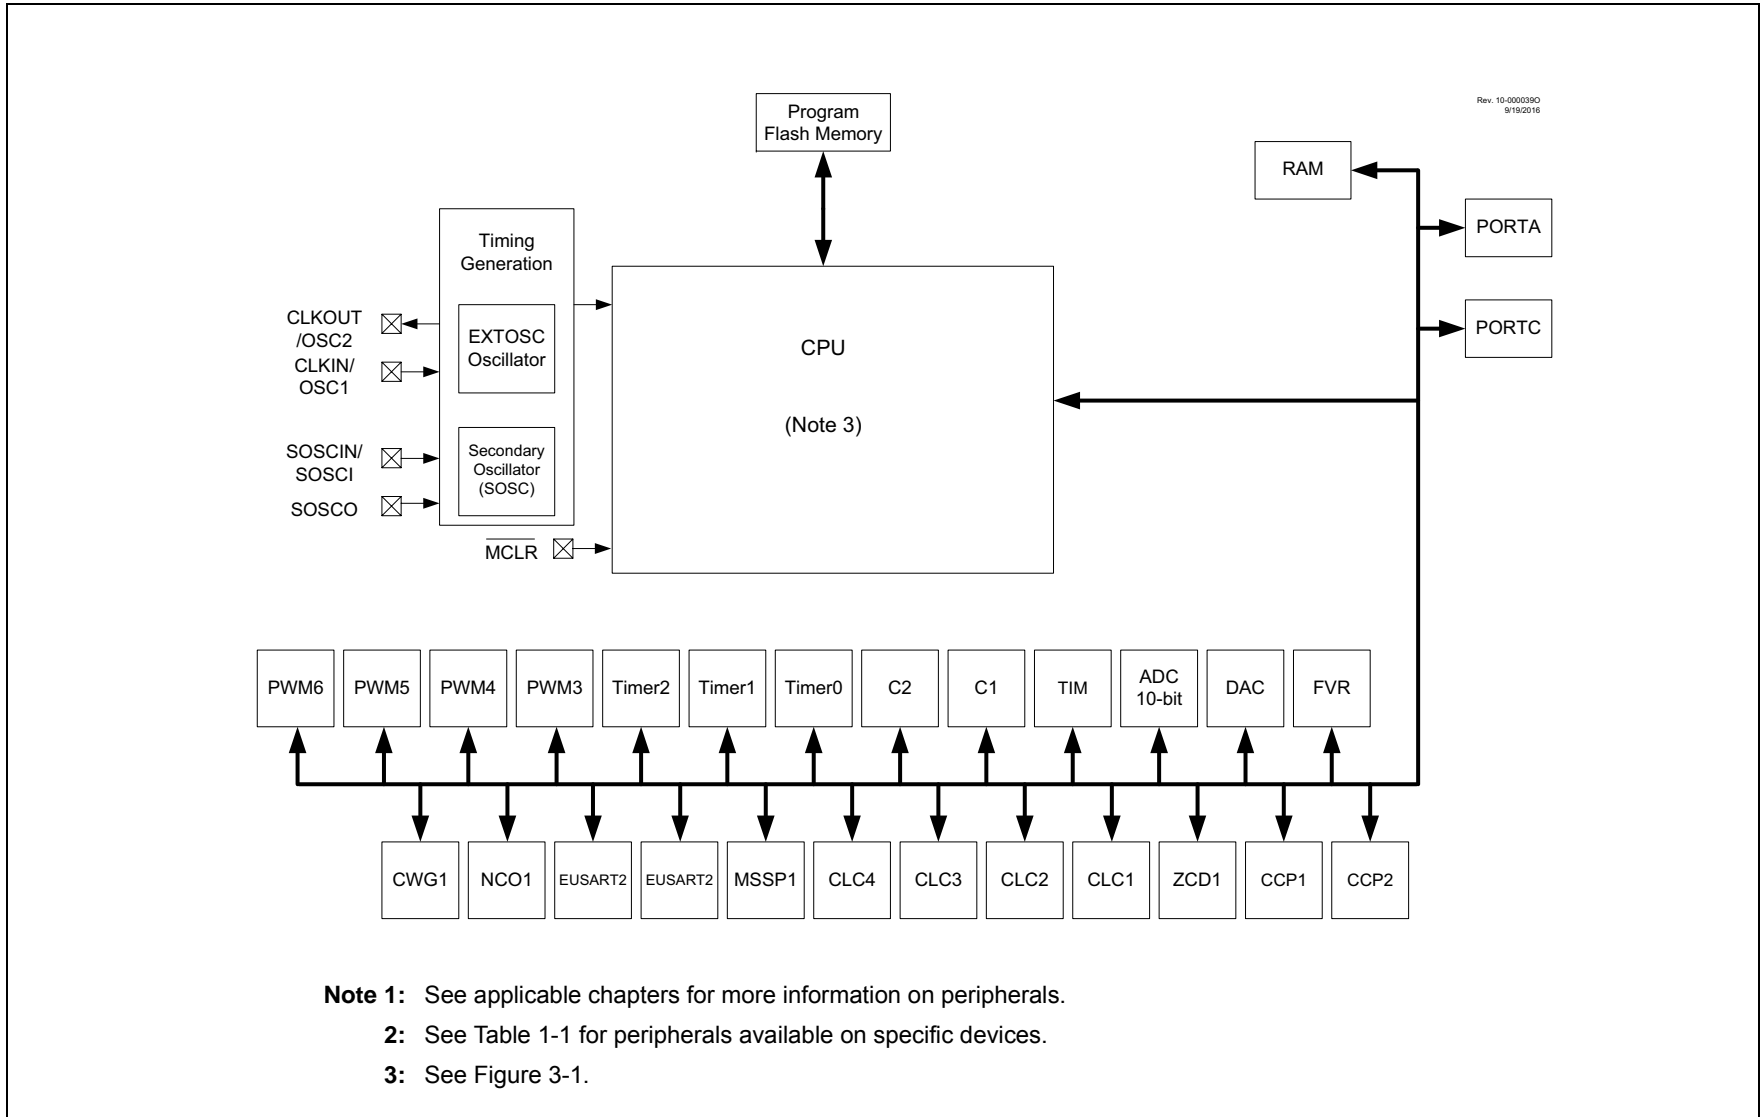 Rev. 10-000039O
9/19/2016
Program
Flash Memory
RAM
PORTA
PORTC
Timing
Generation
EXTOSC
Oscillator
Secondary
Oscillator
(SOSC)
CLKOUT
/OSC2
CLKIN/
OSC1
SOSCIN/
SOSCI
SOSCO
MCLR
CPU
(Note 3)
PWM6
PWM5
PWM4
PWM3
Timer2
Timer1
Timer0
C2
C1
TIM
ADC
10-bit
DAC
FVR
CWG1
NCO1
EUSART2
EUSART2
MSSP1
CLC4
CLC3
CLC2
CLC1
ZCD1
CCP1
CCP2
Note 1: See applicable chapters for more information on peripherals.
2: See Table 1-1 for peripherals available on specific devices.
3: See Figure 3-1.